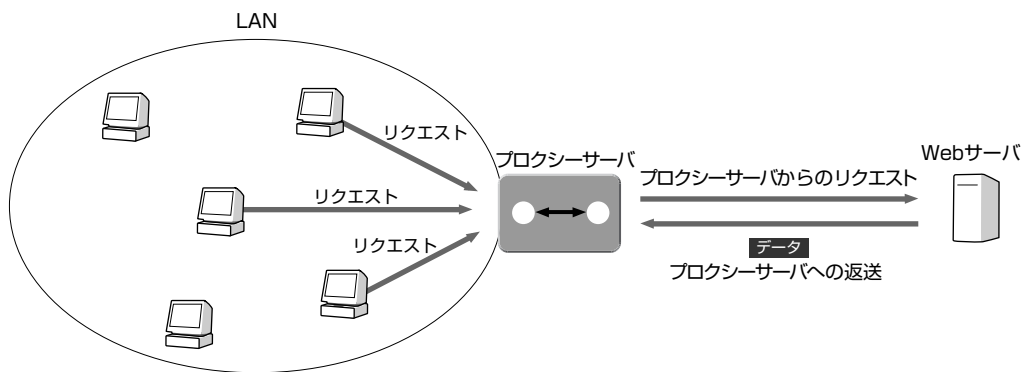 LAN
リクエスト
プロクシーサーバ
Webサーバ
プロクシーサーバからのリクエスト
リクエスト
リクエスト
データ
プロクシーサーバへの返送